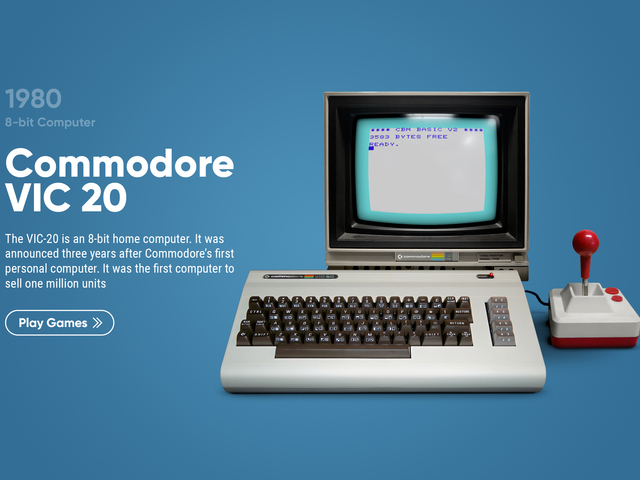 1980
8-bit Computer
Commodore
VIC 20
The VIC-20 is an 8-bit home computer. It was
announced three years after Commodore's first
personal computer. It was the first computer to
sell one million units
Play Games
**** CBM BASIC V2 ****
3583 BYTES FREE
READY.
commodore